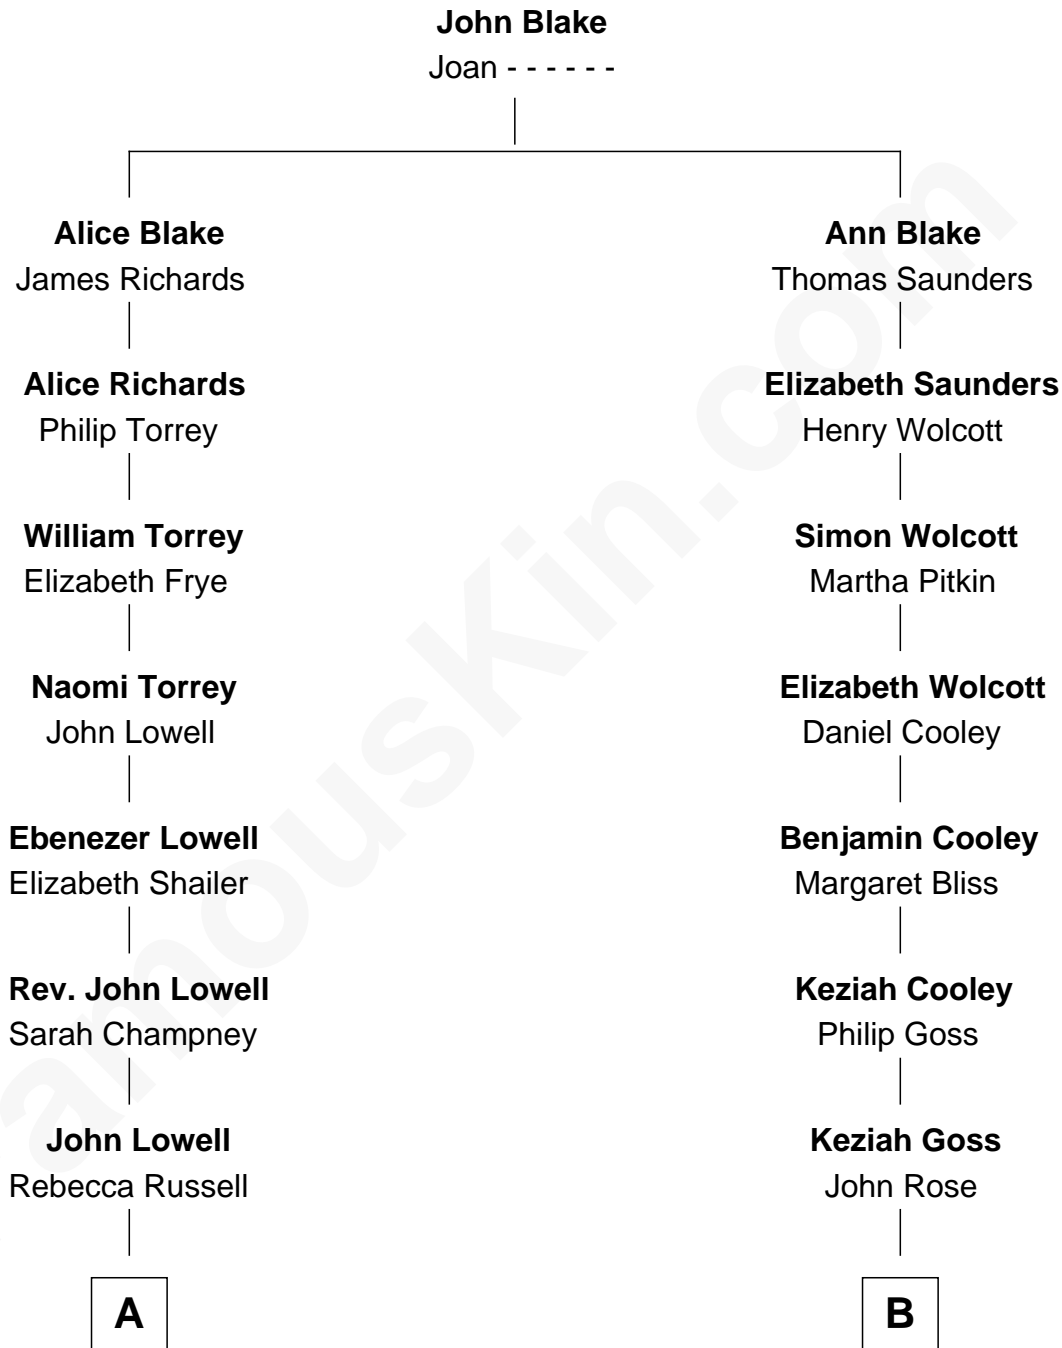 John Blake
Joan - - - - - -
Alice Blake
James Richards
Ann Blake
Thomas Saunders
Alice Richards
Philip Torrey
Elizabeth Saunders
Henry Wolcott
William Torrey
Elizabeth Frye
Simon Wolcott
Martha Pitkin
Naomi Torrey
John Lowell
Elizabeth Wolcott
Daniel Cooley
Ebenezer Lowell
Elizabeth Shailer
Benjamin Cooley
Margaret Bliss
Rev. John Lowell
Sarah Champney
Keziah Cooley
Philip Goss
John Lowell
Rebecca Russell
Keziah Goss
John Rose
A
B
amouskin.com